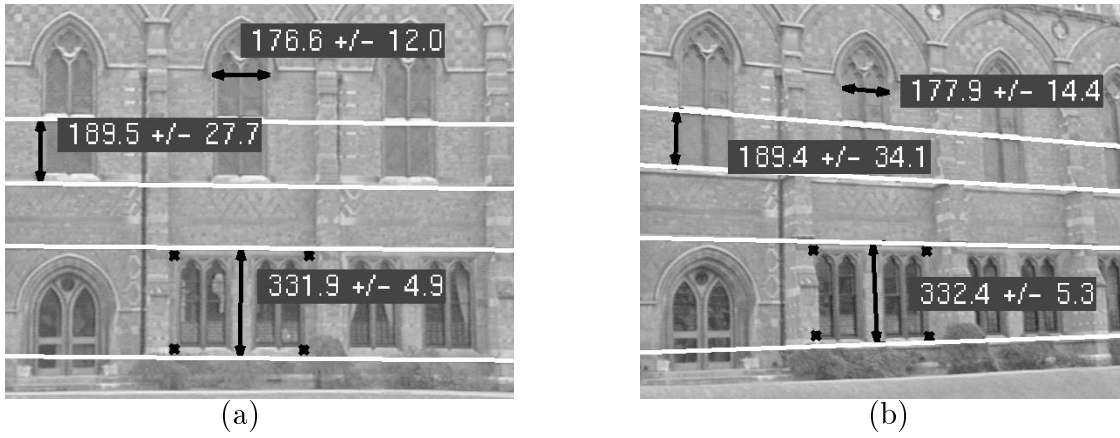 176.6 +/- 12.0
189.5 +/- 27.7
331.9 +/- 4.9
(a)
177.9 +/- 14.4
189.4 +/- 34.1
332.4 +/- 5.3
(b)